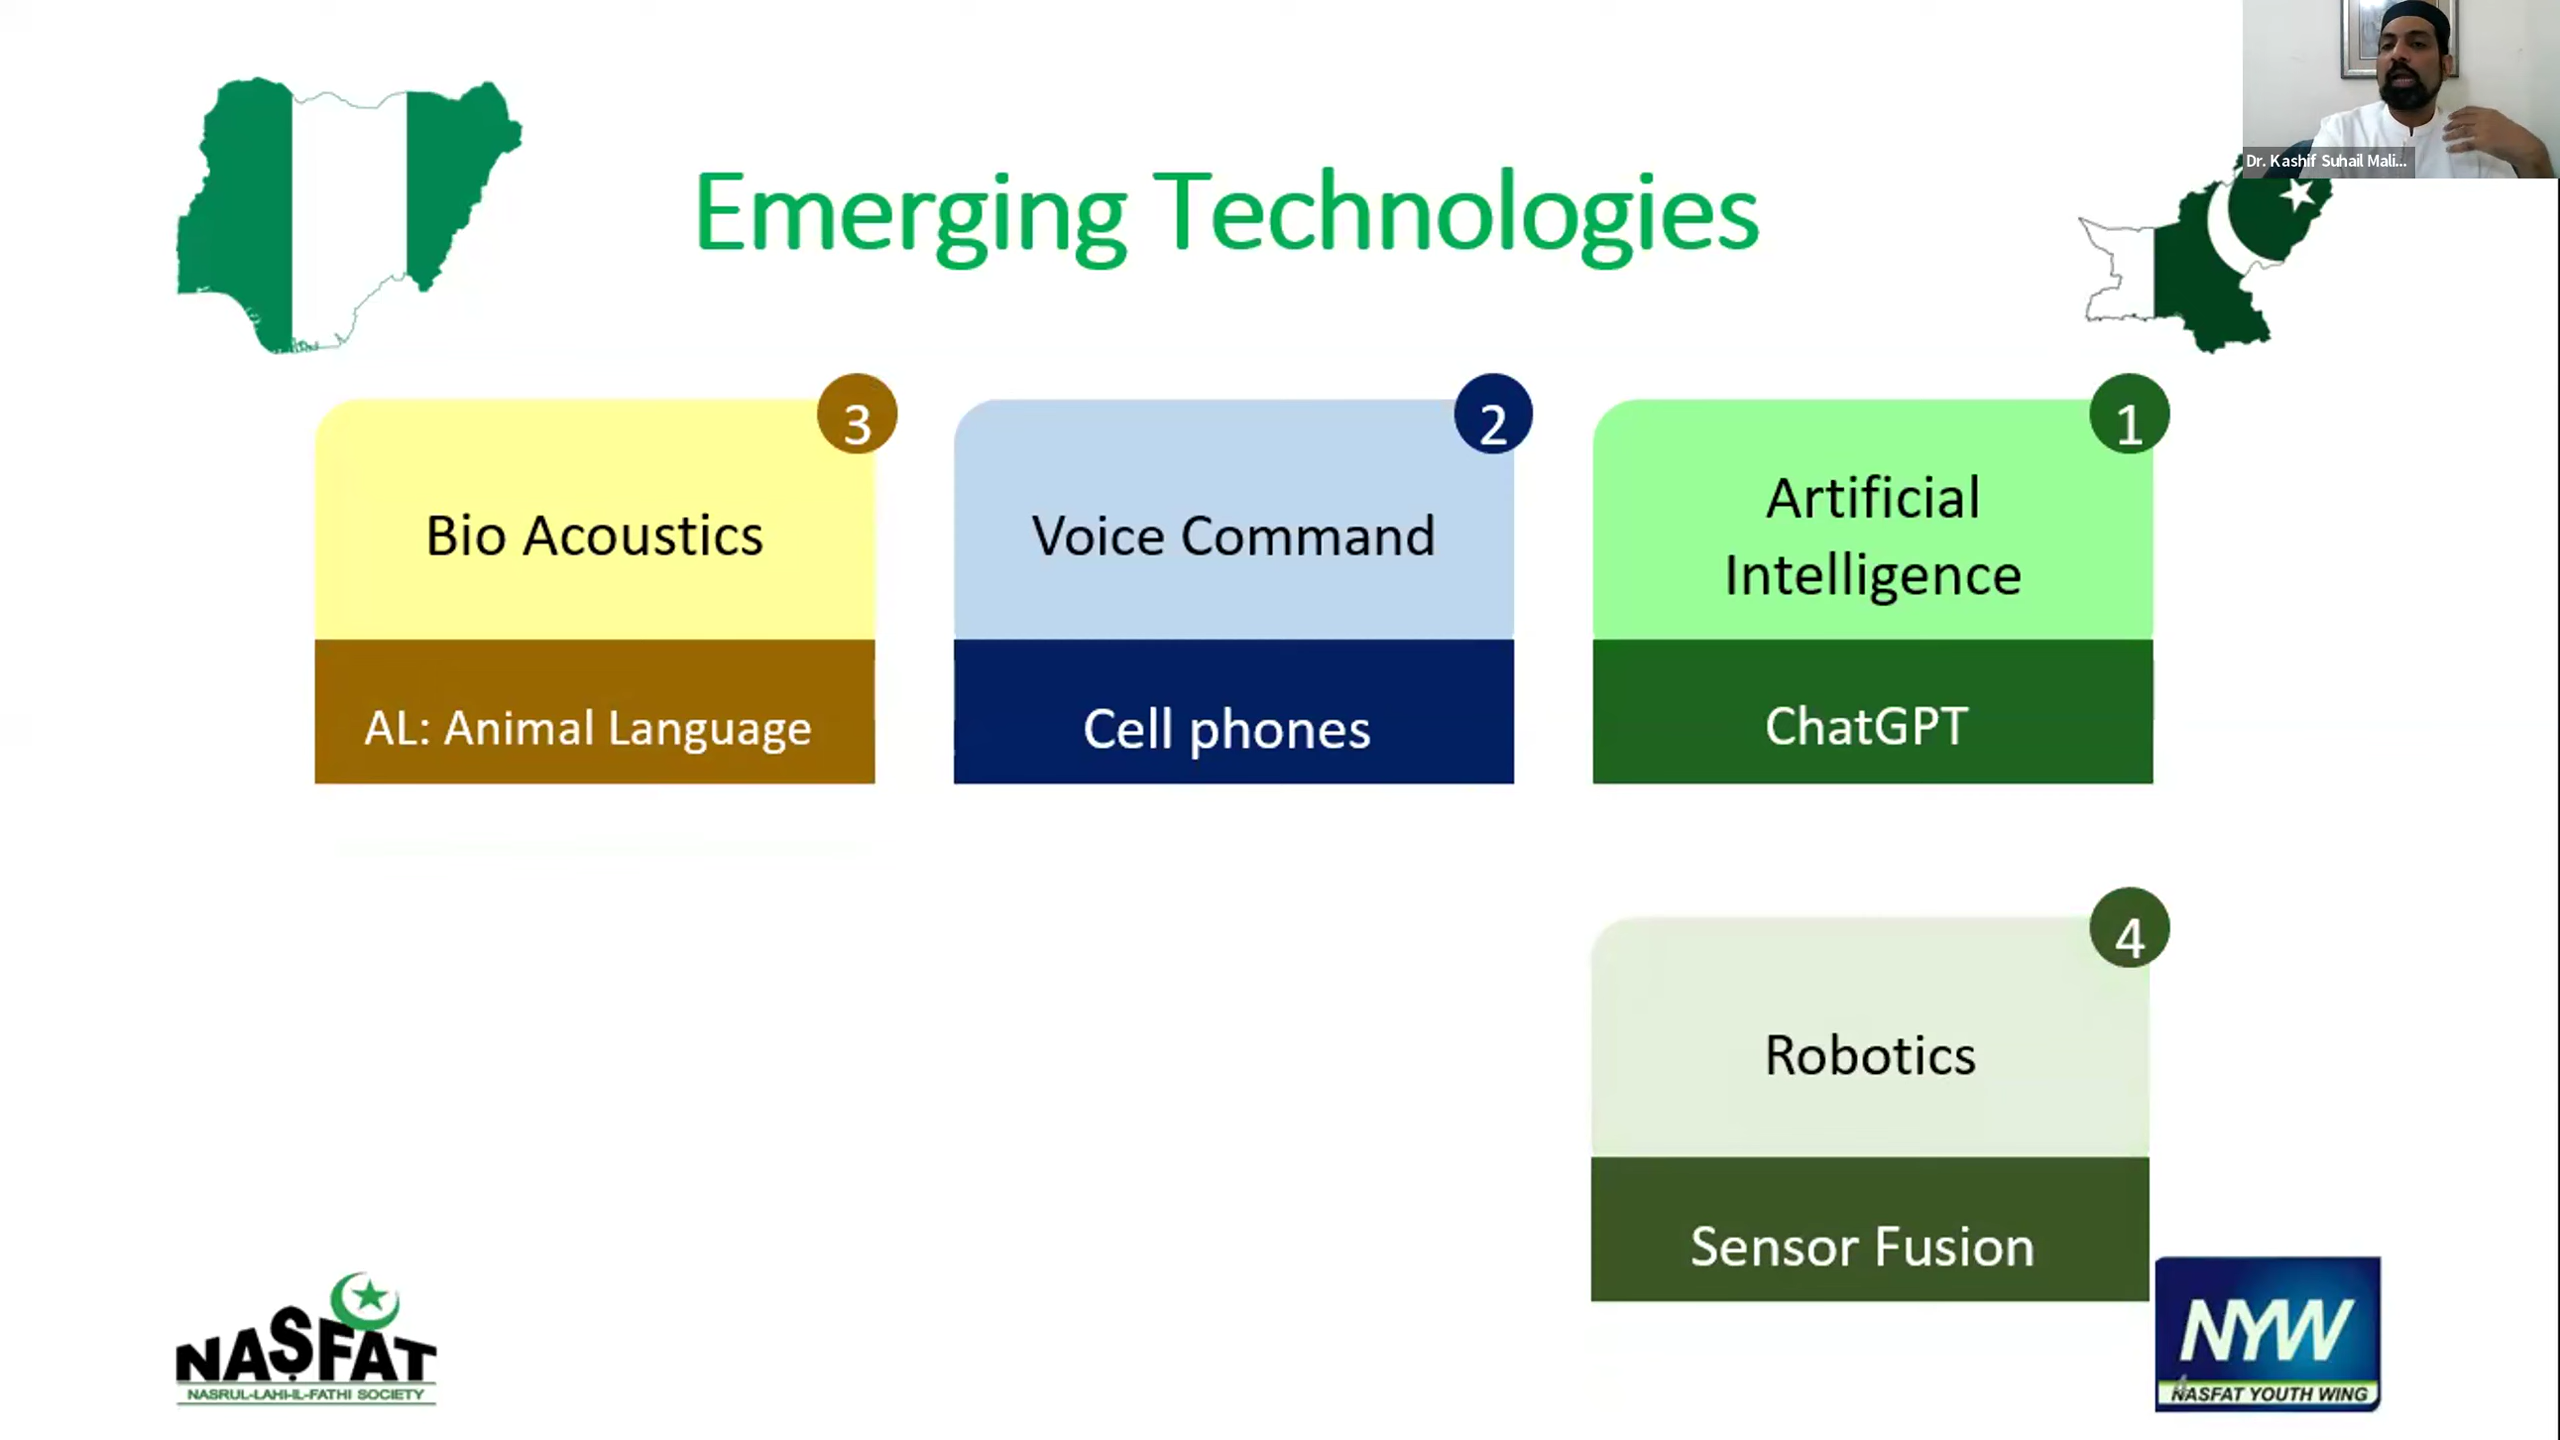 Dr. Kashif Suhail Mali...
Emerging Technologies
3
Bio Acoustics
AL: Animal Language
2
Voice Command
Cell phones
1
Artificial
Intelligence
ChatGPT
4
Robotics
Sensor Fusion
NAṢFAT
NASRUL-LAHI-IL-FATHI SOCIETY
NYW
NASFAT YOUTH WING